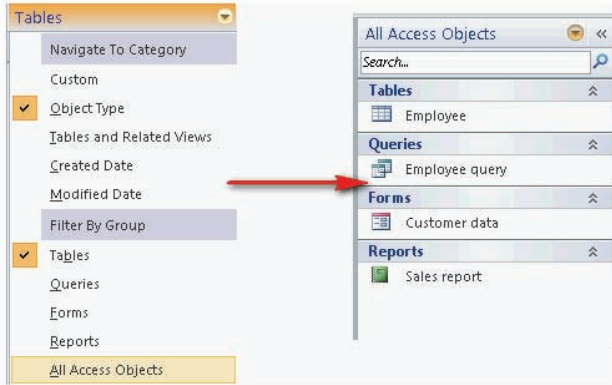 Tables
Navigate To Category
Custom
Object Type
Tables and Related Views
Created Date
Modified Date
Filter By Group
Tables
Queries
Forms
Reports
All Access Objects
All Access Objects
Search...
Tables
Employee
Queries
Employee query
Forms
Customer data
Reports
Sales report